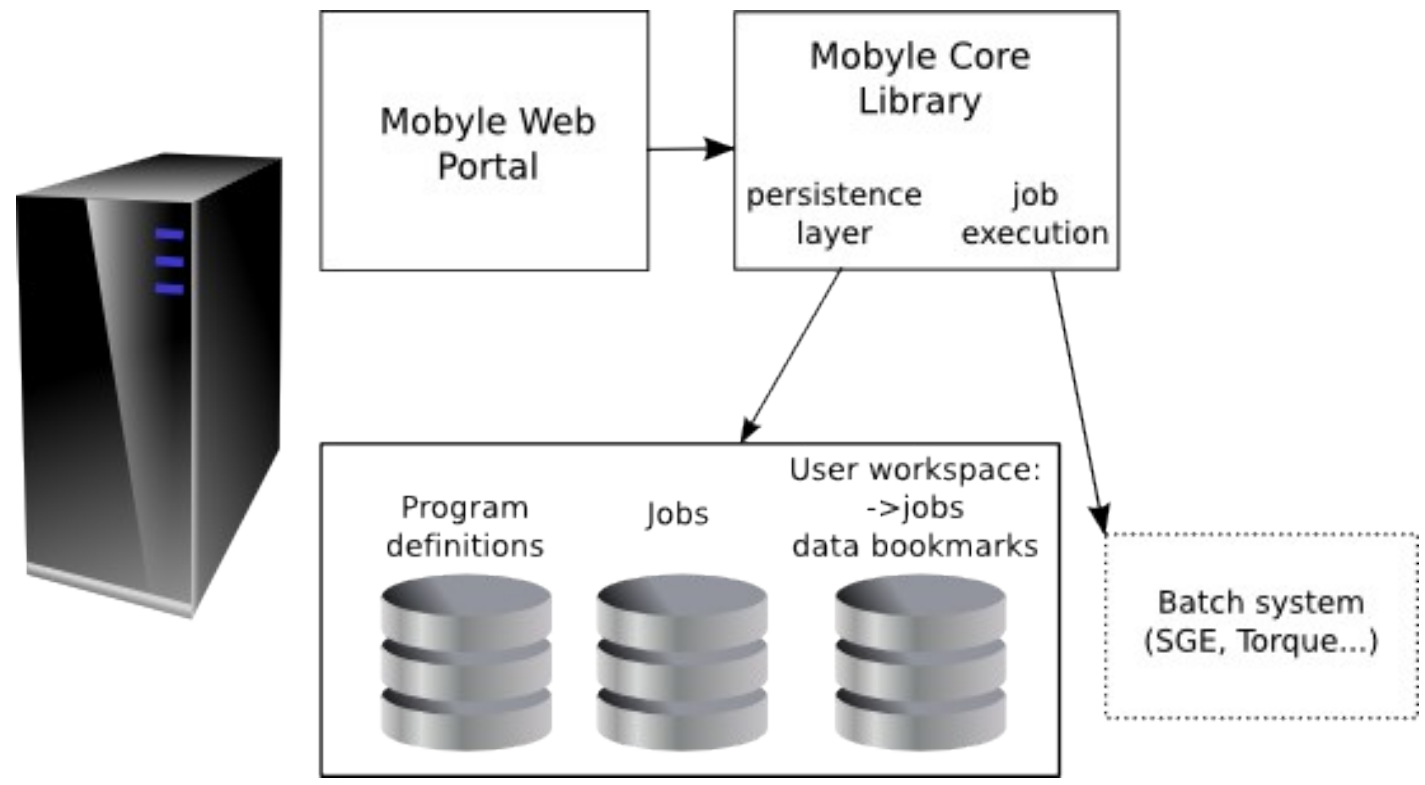 Mobyle Web
Portal
Mobyle Core
Library
persistence
layer
job
execution
Program
definitions
Jobs
User workspace:
->jobs
data bookmarks
Batch system
(SGE, Torque...)